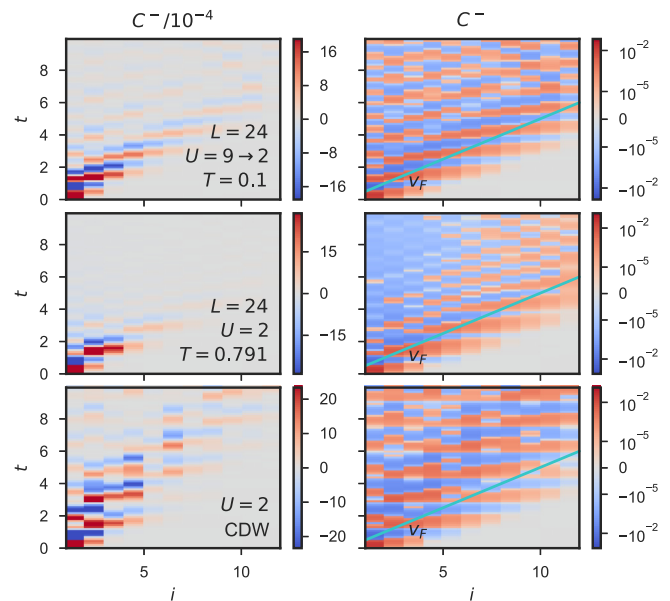 C⁻/10⁻⁴
C⁻
8
6
4
2
0
t
L = 24
U = 9 → 2
T = 0.1
16
8
0
−8
−16
v_F
10⁻²
10⁻⁵
0
−10⁻⁵
−10⁻²
8
6
4
2
0
t
L = 24
U = 2
T = 0.791
15
0
−15
v_F
10⁻²
10⁻⁵
0
−10⁻⁵
−10⁻²
8
6
4
2
0
t
U = 2
CDW
20
10
0
−10
−20
v_F
10⁻²
10⁻⁵
0
−10⁻⁵
−10⁻²
5
10
5
10
i
i